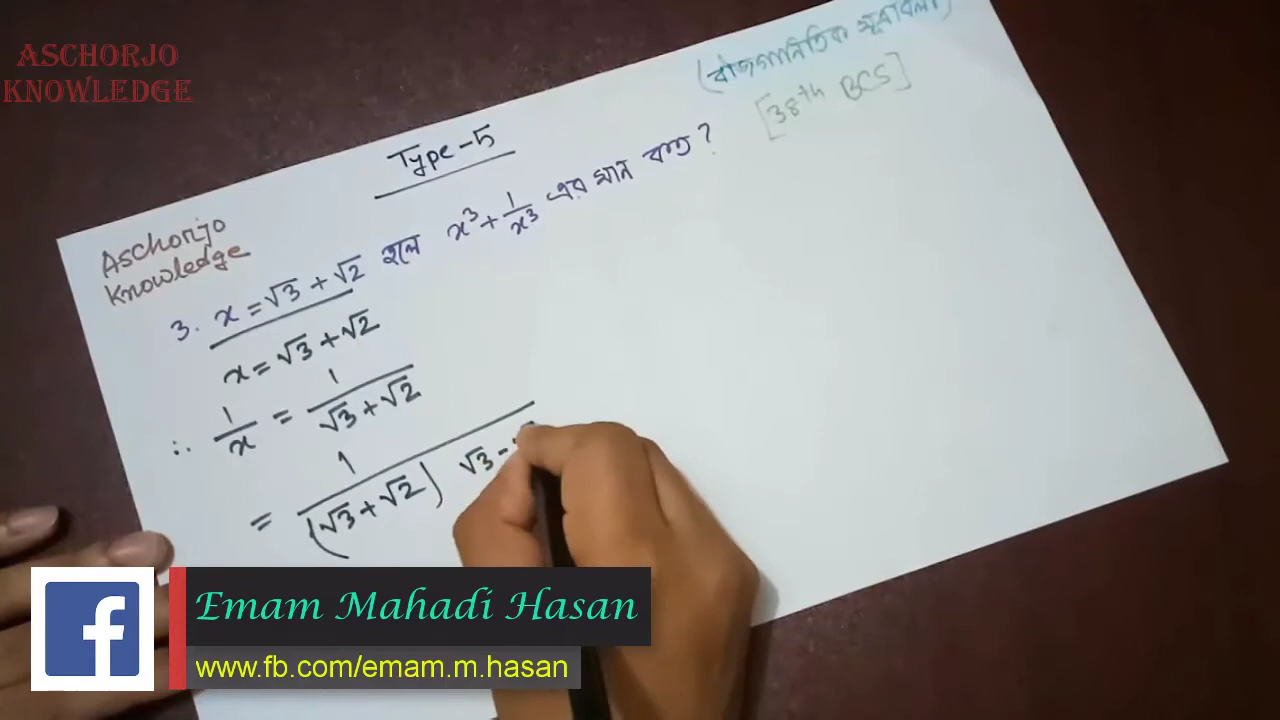 ASCHORJO
KNOWLEDGE
(বীজগানিতিক সূত্রাবলী)
[38th BCS]
Type-5
Aschorjo
Knowledge
3. x = √3 + √2 হলে x³ + 1/x³ এর মান কত ?
x = √3 + √2
∴ 1/x = 1/(√3 + √2)
= 1/(√3 + √2) √3 -
Emam Mahadi Hasan
www.fb.com/emam.m.hasan